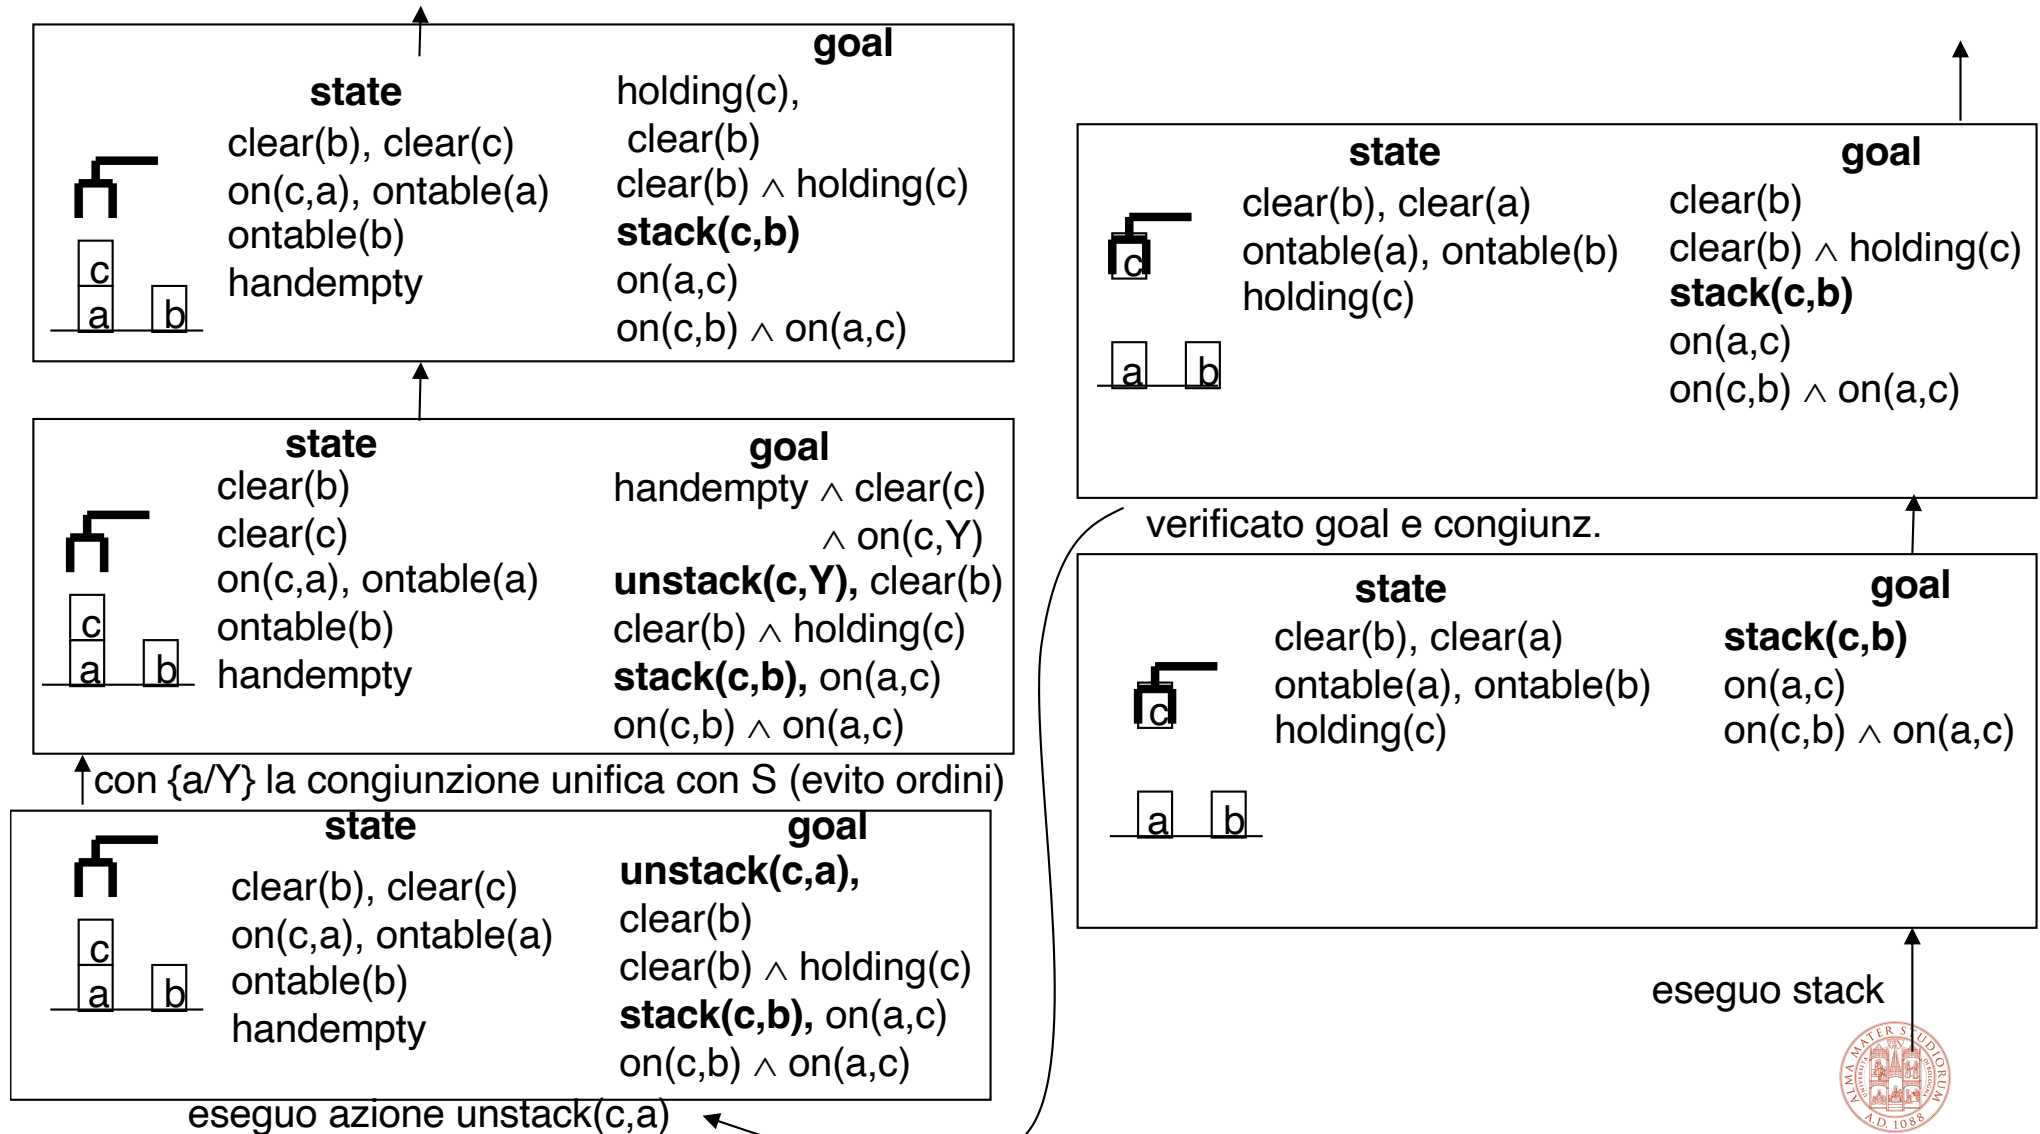 goal
state
holding(c),
clear(b)
clear(b), clear(c)
clear(b) ∧ holding(c)
on(c,a), ontable(a)
stack(c,b)
ontable(b)
on(a,c)
handempty
on(c,b) ∧ on(a,c)
c
a b
state
goal
clear(b)
handempty ∧ clear(c)
clear(c)
∧ on(c,Y)
on(c,a), ontable(a)
unstack(c,Y), clear(b)
ontable(b)
clear(b) ∧ holding(c)
handempty
stack(c,b), on(a,c)
on(c,b) ∧ on(a,c)
c
a b
con {a/Y} la congiunzione unifica con S (evito ordini)
state
goal
unstack(c,a),
clear(b), clear(c)
clear(b)
on(c,a), ontable(a)
clear(b) ∧ holding(c)
ontable(b)
stack(c,b), on(a,c)
handempty
on(c,b) ∧ on(a,c)
c
a b
eseguo azione unstack(c,a)
state
goal
clear(b), clear(a)
clear(b)
ontable(a), ontable(b)
clear(b) ∧ holding(c)
holding(c)
stack(c,b)
on(a,c)
on(c,b) ∧ on(a,c)
c
a b
verificato goal e congiunz.
state
goal
clear(b), clear(a)
stack(c,b)
ontable(a), ontable(b)
on(a,c)
holding(c)
on(c,b) ∧ on(a,c)
c
a b
eseguo stack
ALMA MATER STUDIORUM
A.D. 1088